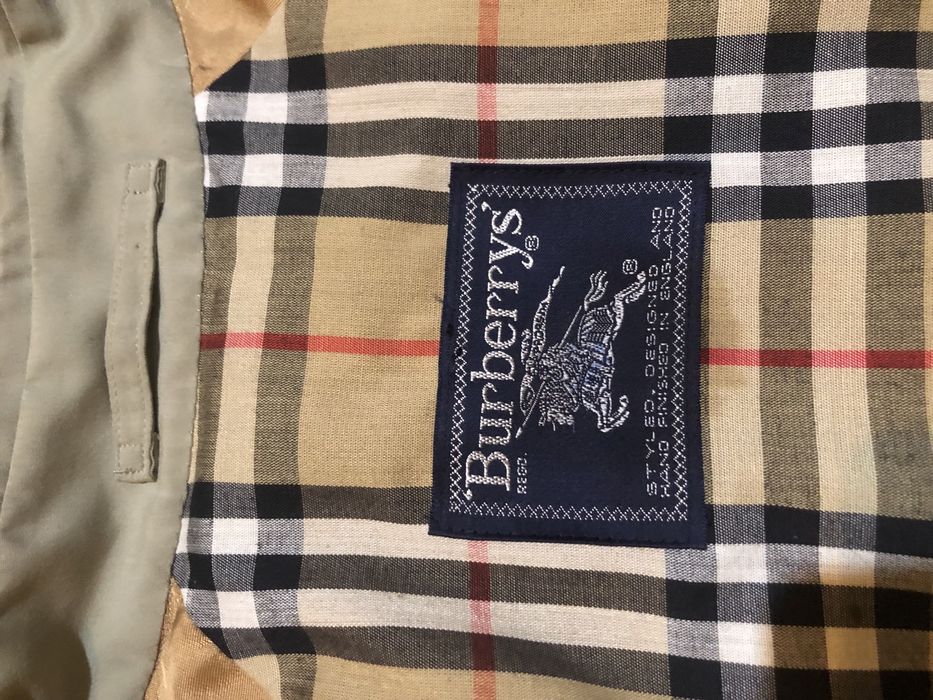 'Burberrys'®
REGD.
®
STYLED, DESIGNED AND
HAND FINISHED IN ENGLAND